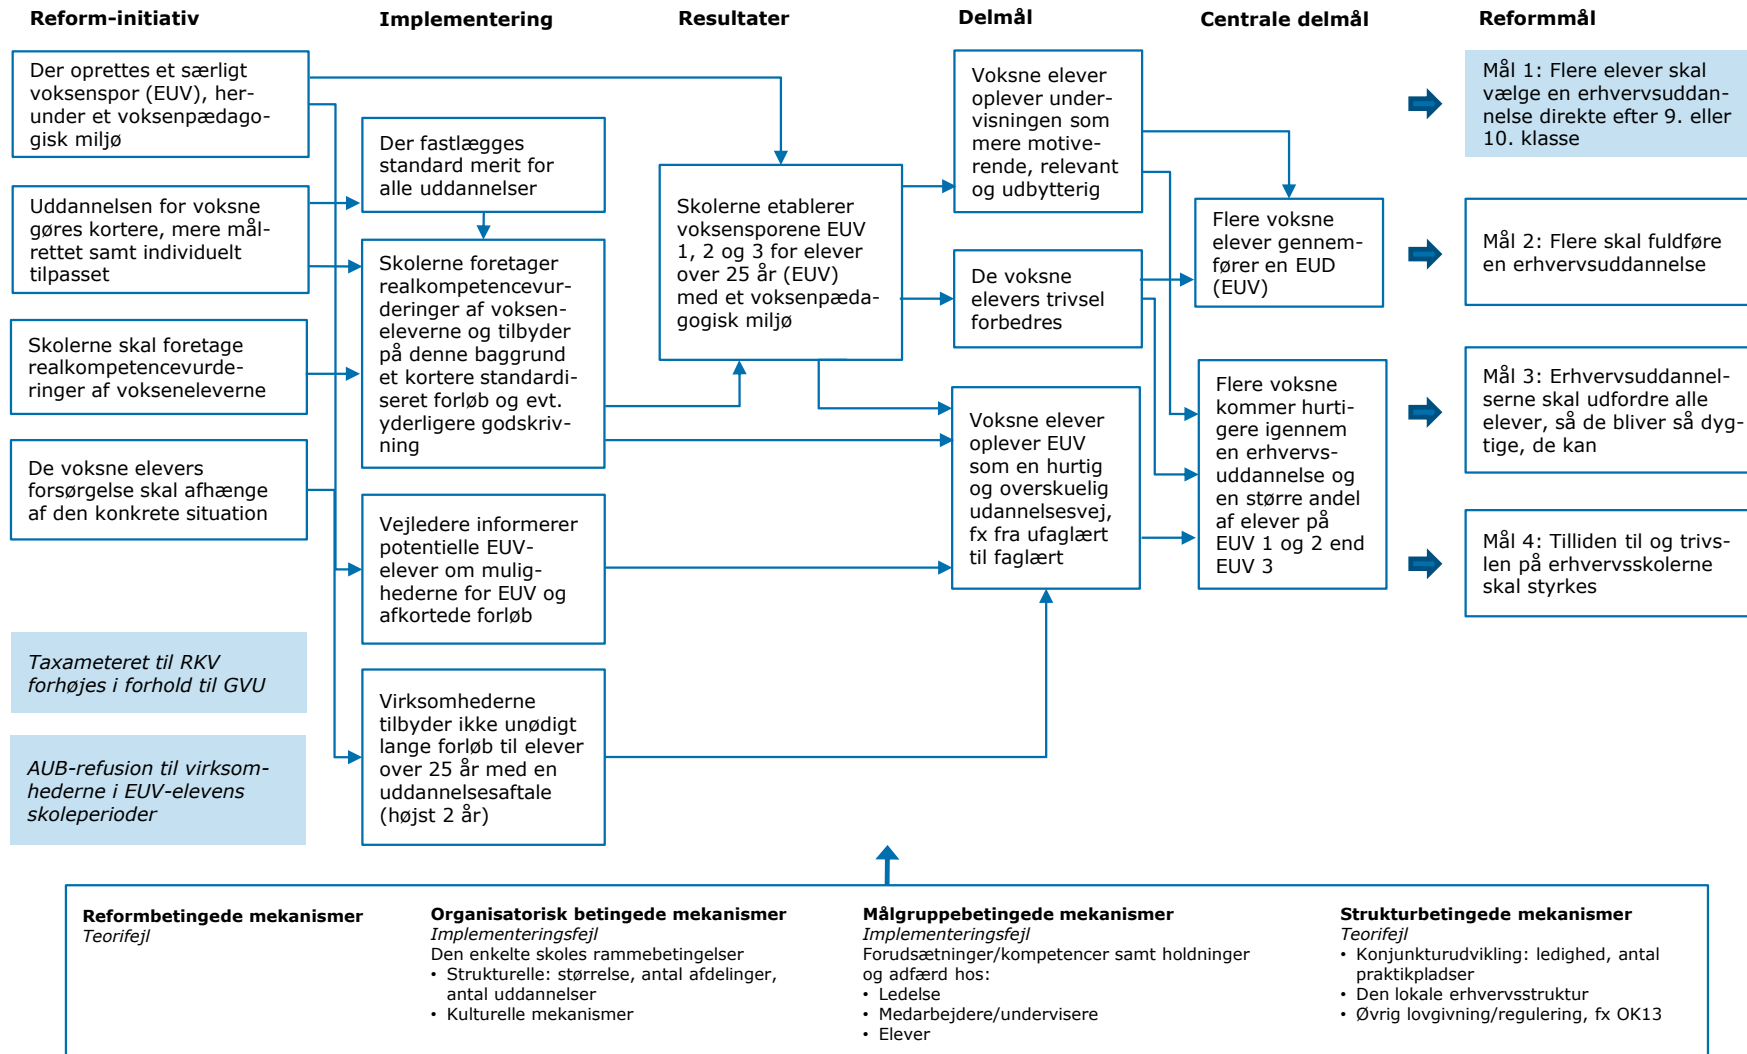 Reform-initiativ
Implementering
Resultater
Delmål
Centrale delmål
Reformmål
Der oprettes et særligt
voksenspor (EUV), her-
under et voksenpædago-
gisk miljø
Uddannelsen for voksne
gøres kortere, mere mål-
rettet samt individuelt
tilpasset
Skolerne skal foretage
realkompetencevurde-
ringer af vokseneleverne
De voksne elevers
forsørgelse skal afhænge
af den konkrete situation
Taxameteret til RKV
forhøjes i forhold til GVU
AUB-refusion til virksom-
hederne i EUV-elevens
skoleperioder
Der fastlægges
standard merit for
alle uddannelser
Skolerne foretager
realkompetencevur-
deringer af voksen-
eleverne og tilbyder
på denne baggrund
et kortere standardi-
seret forløb og evt.
yderligere godskriv-
ning
Vejledere informerer
potentielle EUV-
elever om mulig-
hederne for EUV og
afkortede forløb
Virksomhederne
tilbyder ikke unødigt
lange forløb til elever
over 25 år med en
uddannelsesaftale
(højst 2 år)
Skolerne etablerer
voksensporene EUV
1, 2 og 3 for elever
over 25 år (EUV)
med et voksenpæda-
gogisk miljø
Voksne elever
oplever under-
visningen som
mere motive-
rende, relevant
og udbytterig
De voksne
elevers trivsel
forbedres
Voksne elever
oplever EUV
som en hurtig
og overskuelig
udannelsesvej,
fx fra ufaglært
til faglært
Flere voksne
elever gennem-
fører en EUD
(EUV)
Flere voksne
kommer hurti-
gere igennem
en erhvervs-
uddannelse og
en større andel
af elever på
EUV 1 og 2 end
EUV 3
Mål 1: Flere elever skal
vælge en erhvervsuddan-
nelse direkte efter 9. eller
10. klasse
Mål 2: Flere skal fuldføre
en erhvervsuddannelse
Mål 3: Erhvervsuddannel-
serne skal udfordre alle
elever, så de bliver så dyg-
tige, de kan
Mål 4: Tilliden til og trivs-
len på erhvervsskolerne
skal styrkes
Reformbetingede mekanismer
Teorifejl
Organisatorisk betingede mekanismer
Implementeringsfejl
Den enkelte skoles rammebetingelser
• Strukturelle: størrelse, antal afdelinger,
antal uddannelser
• Kulturelle mekanismer
Målgruppebetingede mekanismer
Implementeringsfejl
Forudsætninger/kompetencer samt holdninger
og adfærd hos:
• Ledelse
• Medarbejdere/undervisere
• Elever
Strukturbetingede mekanismer
Teorifejl
• Konjunkturudvikling: ledighed, antal
praktikpladser
• Den lokale erhvervsstruktur
• Øvrig lovgivning/regulering, fx OK13